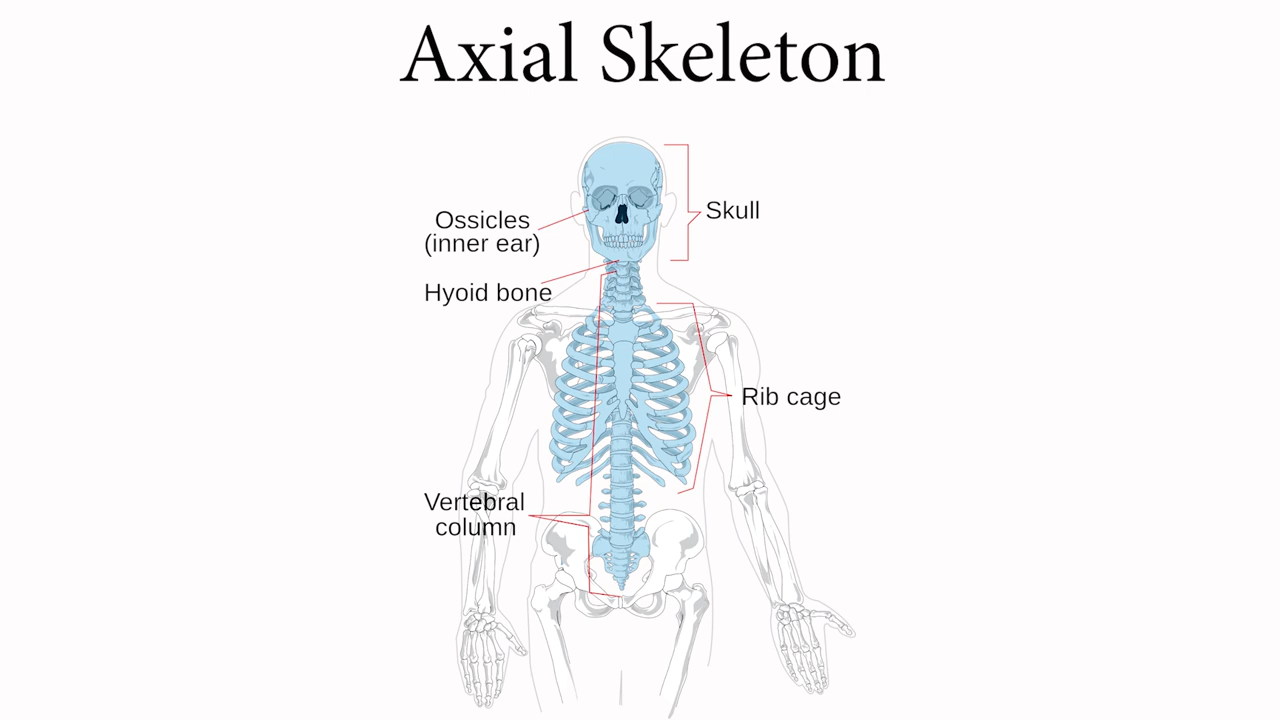 Axial Skeleton
Skull
Ossicles
(inner ear)
Hyoid bone
Rib cage
Vertebral
column